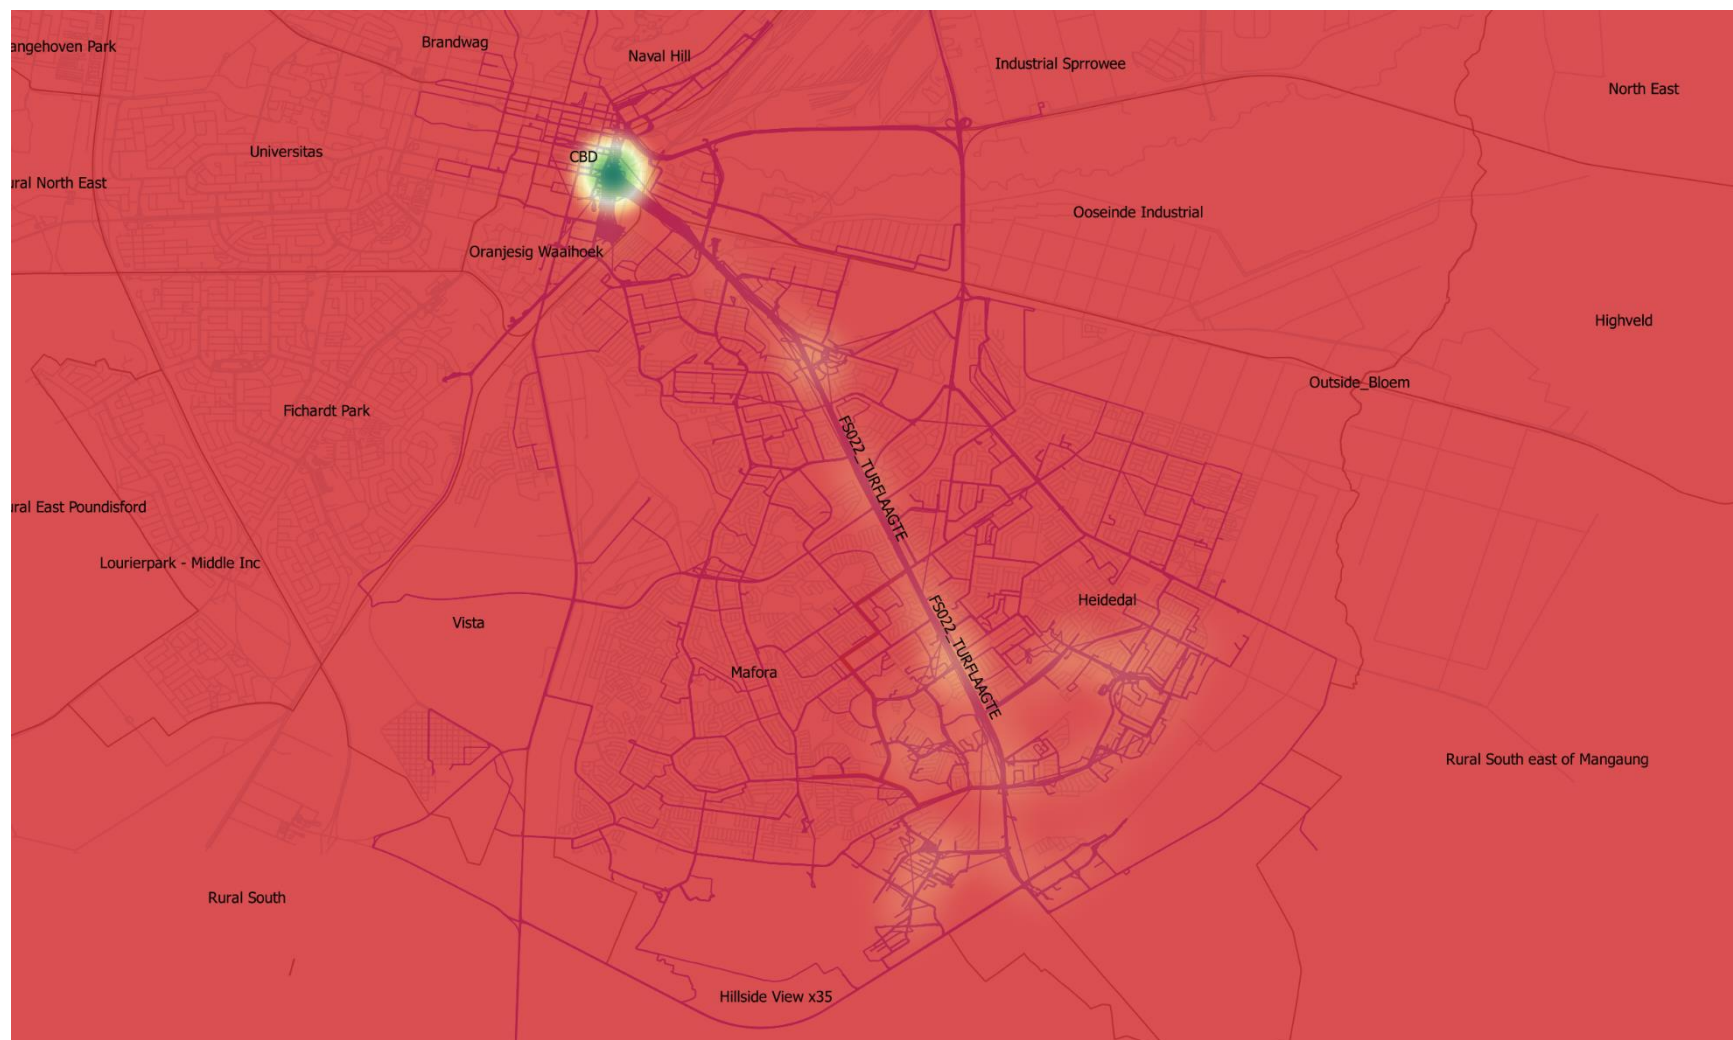 angehoven Park
Brandwag
Naval Hill
Industrial Sprrowee
North East
Universitas
CBD
ural North East
Ooseinde Industrial
Oranjesig Waaihoek
Highveld
Outside_Bloem
Fichardt Park
FS022_TURFLAAGTE
ural East Poundisford
Lourierpark - Middle Inc
Heidedal
Vista
FS022_TURFLAAGTE
Mafora
Rural South east of Mangaung
Rural South
Hillside View x35